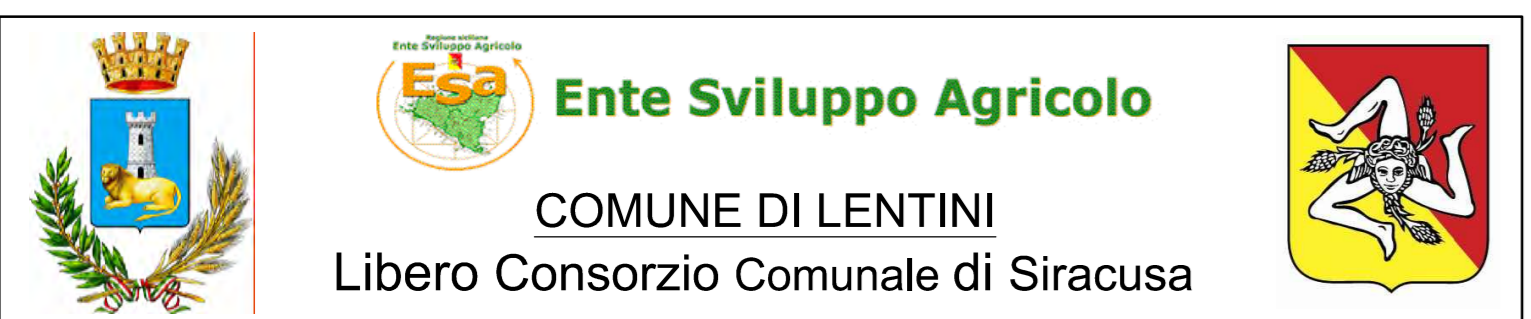 Regione siciliana
Ente Sviluppo Agricolo
Esa
Ente Sviluppo Agricolo
COMUNE DI LENTINI
Libero Consorzio Comunale di Siracusa